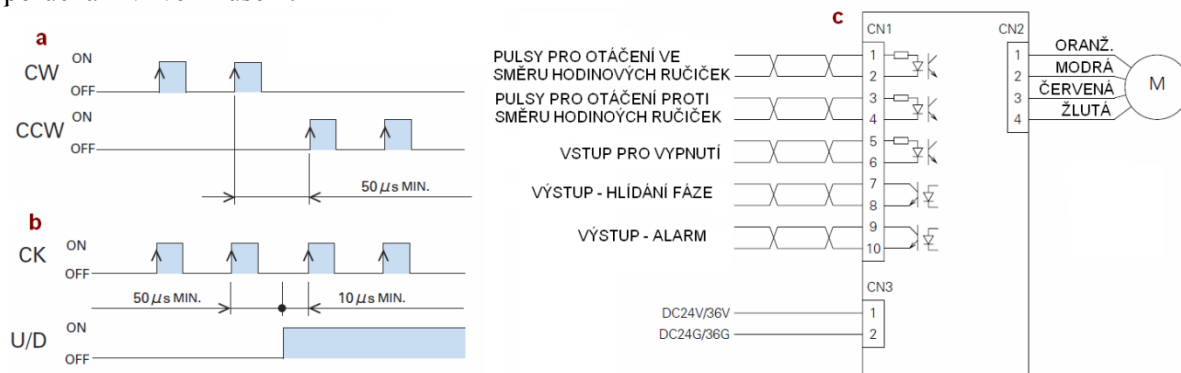 a
CW
ON
OFF
CCW
ON
OFF
50 µs MIN.
b
CK
ON
OFF
50 µs MIN.
10 µs MIN.
U/D
ON
OFF
c
CN1
CN2
PULSY PRO OTÁČENÍ VE
SMĚRU HODINOVÝCH RUČIČEK
1
2
PULSY PRO OTÁČENÍ PROTI
SMĚRU HODINOÝCH RUČIČEK
3
4
VSTUP PRO VYPNUTÍ
5
6
VÝSTUP - HLÍDÁNÍ FÁZE
7
8
VÝSTUP - ALARM
9
10
1
ORANŽ.
2
MODRÁ
3
ČERVENÁ
4
ŽLUTÁ
M
CN3
DC24V/36V
1
DC24G/36G
2